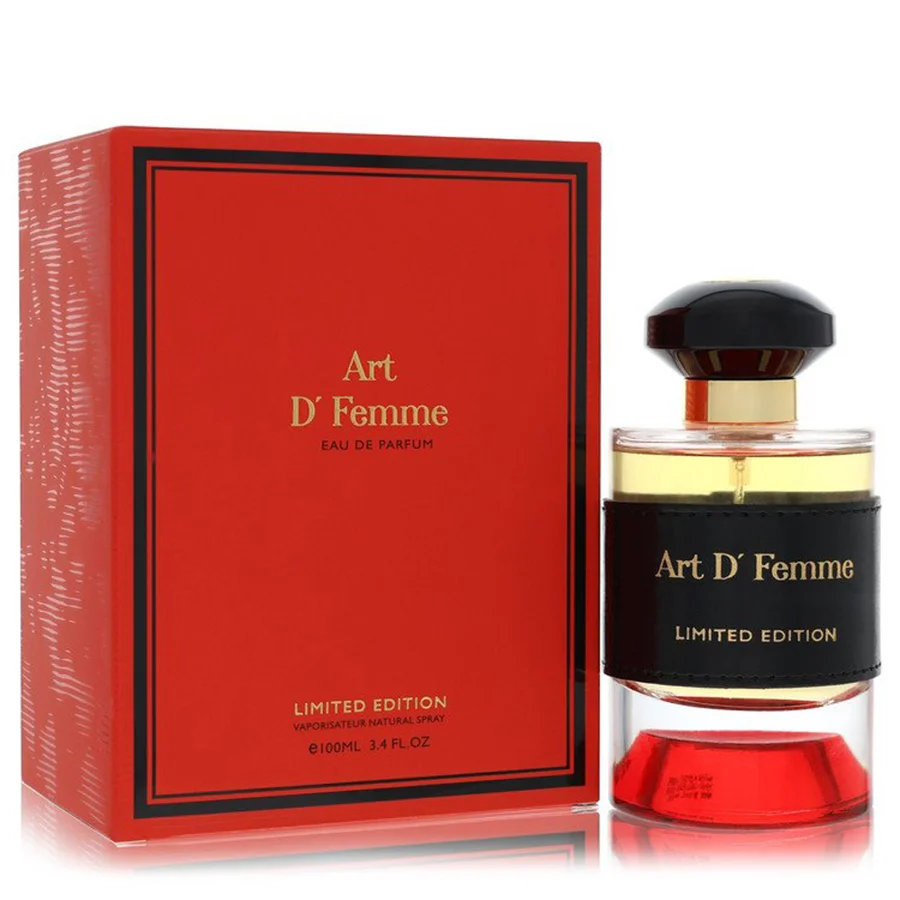 Art
D´ Femme
EAU DE PARFUM
LIMITED EDITION
VAPORISATEUR NATURAL SPRAY
e100ML 3.4 FL.OZ
Art D´ Femme
LIMITED EDITION